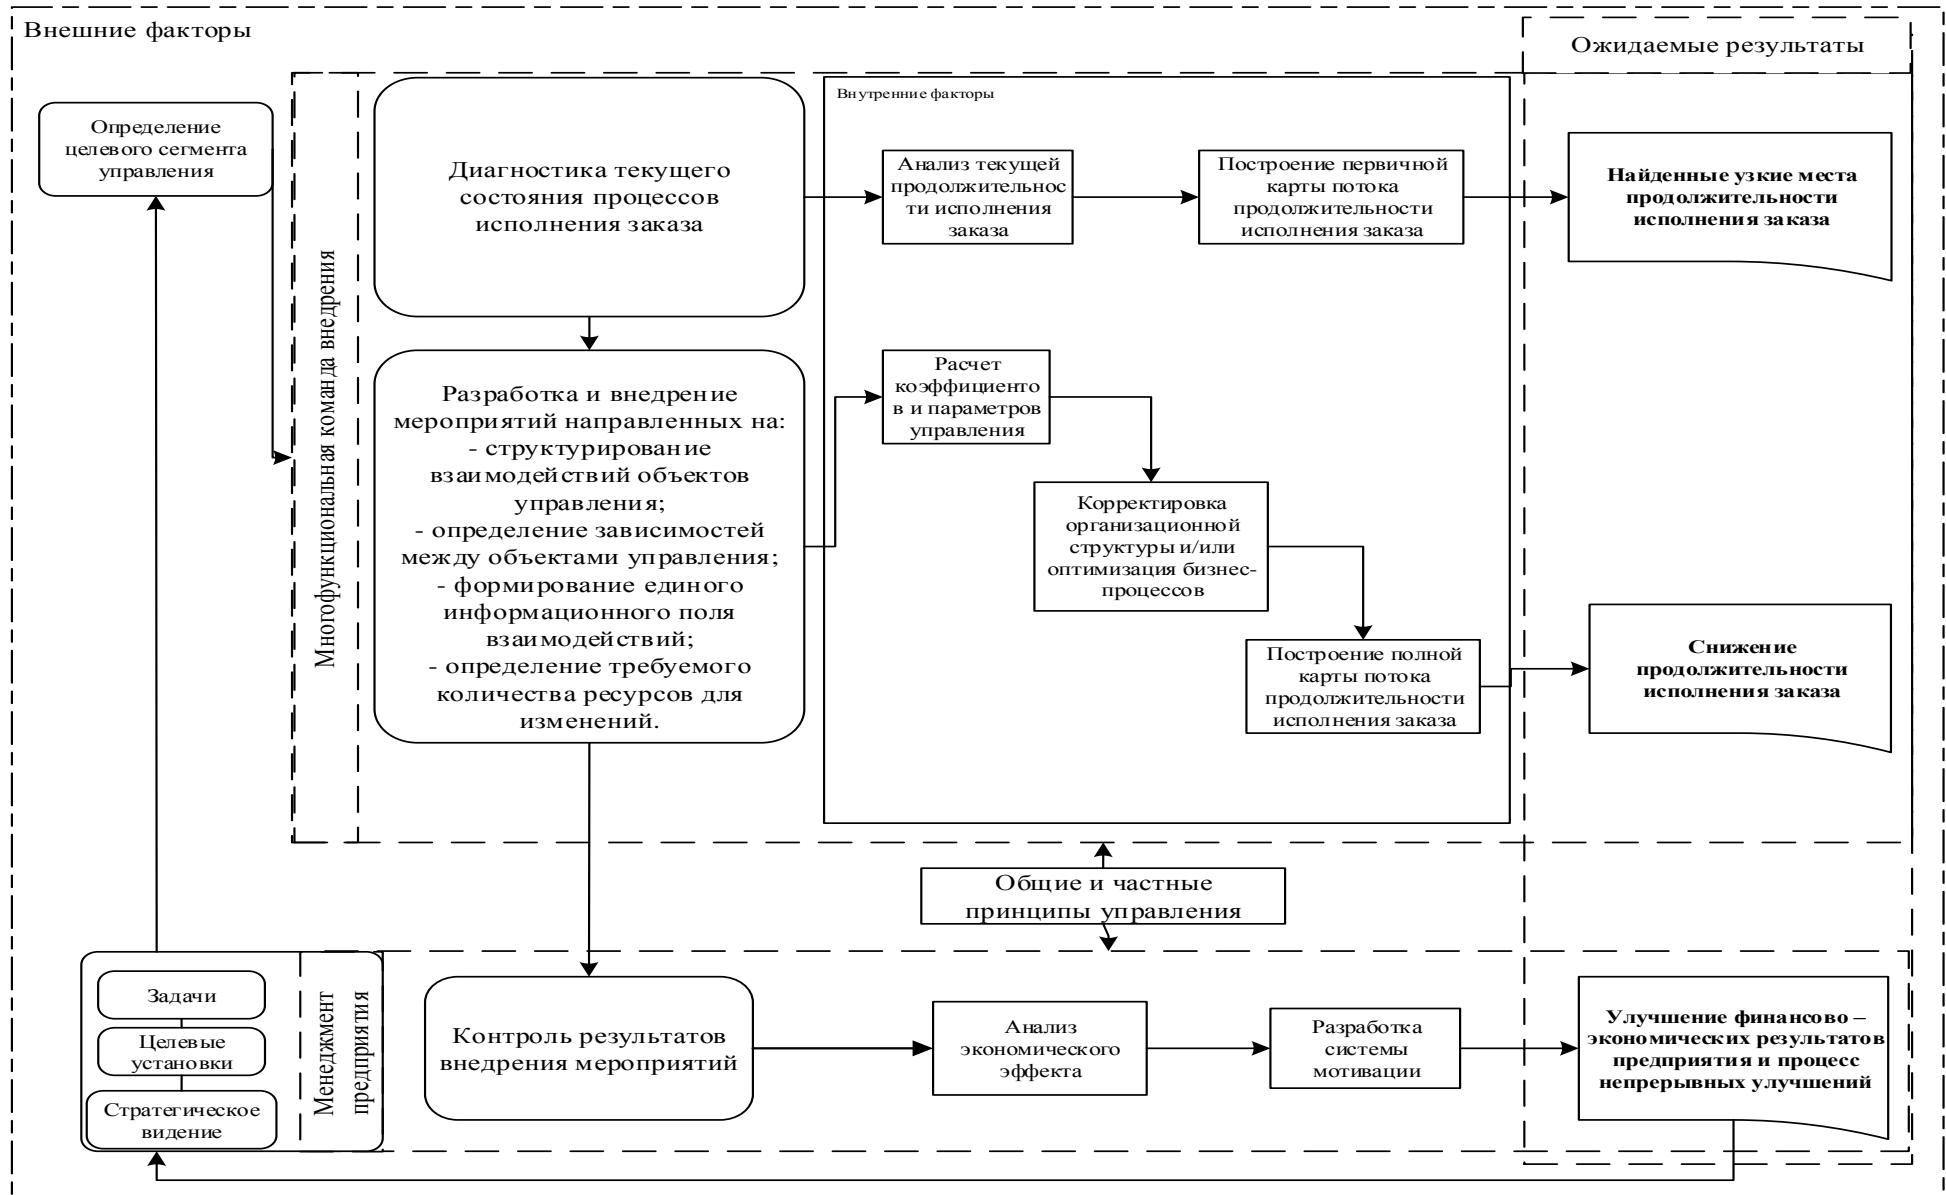 Внешние факторы
Ожидаемые результаты
Определение
целевого сегмента
управления
Многофункциональная команда внедрения
Диагностика текущего
состояния процессов
исполнения заказа
Внутренние факторы
Анализ текущей
продолжительнос
ти исполнения
заказа
Построение первичной
карты потока
продолжительности
исполнения заказа
Найденные узкие места
продолжительности
исполнения заказа
Разработка и внедрение
мероприятий направленных на:
- структурирование
взаимодействий объектов
управления;
- определение зависимостей
между объектами управления;
- формирование единого
информационного поля
взаимодействий;
- определение требуемого
количества ресурсов для
изменений.
Расчет
коэффициенто
в и параметров
управления
Корректировка
организационной
структуры и/или
оптимизация бизнес-
процессов
Построение полной
карты потока
продолжительности
исполнения заказа
Снижение
продолжительности
исполнения заказа
Общие и частные
принципы управления
Задачи
Целевые
установки
Стратегическое
видение
Менеджмент
предприятия
Контроль результатов
внедрения мероприятий
Анализ
экономического
эффекта
Разработка
системы
мотивации
Улучшение финансово –
экономических результатов
предприятия и процесс
непрерывных улучшений